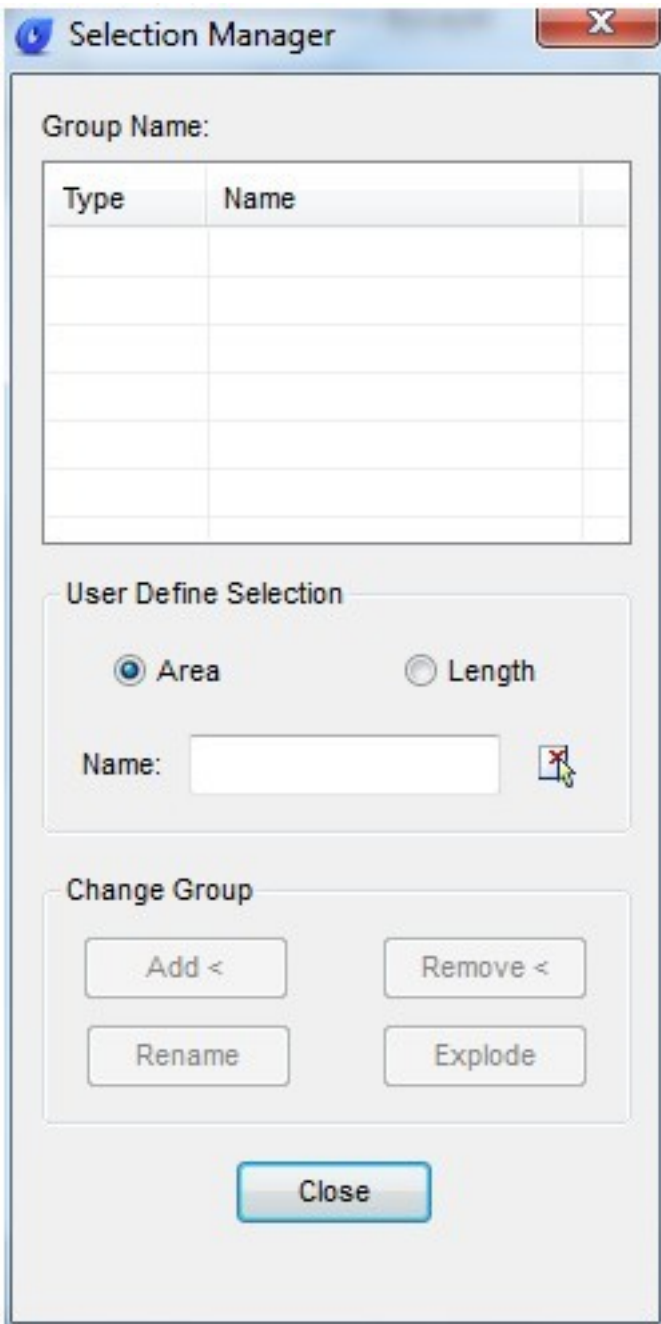 Selection Manager
Group Name:
Type Name
User Define Selection
Area Length
Name:
Change Group
Add < Remove <
Rename Explode
Close